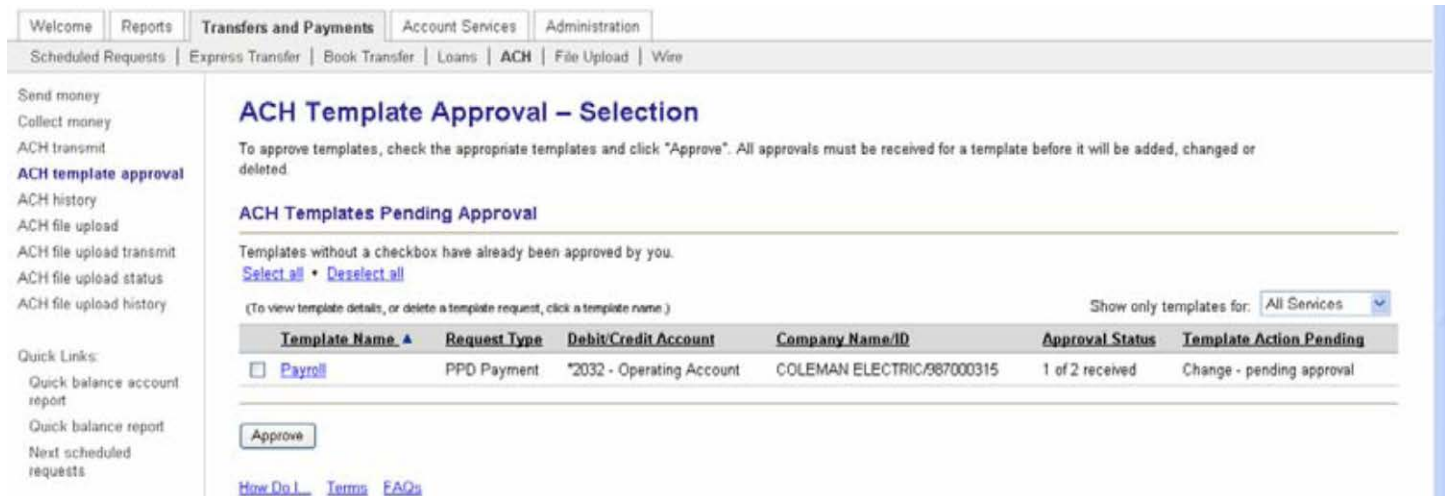 Welcome Reports Transfers and Payments Account Services Administration
Scheduled Requests | Express Transfer | Book Transfer | Loans | ACH | File Upload | Wire
Send money
Collect money
ACH transmit
ACH template approval
ACH history
ACH file upload
ACH file upload transmit
ACH file upload status
ACH file upload history
Quick Links:
Quick balance account
report
Quick balance report
Next scheduled
requests
ACH Template Approval – Selection
To approve templates, check the appropriate templates and click "Approve". All approvals must be received for a template before it will be added, changed or
deleted.
ACH Templates Pending Approval
Templates without a checkbox have already been approved by you.
Select all • Deselect all
(To view template details, or delete a template request, click a template name.)
Show only templates for: All Services
Template Name Request Type Debit/Credit Account Company Name/ID Approval Status Template Action Pending
Payroll PPD Payment *2032 - Operating Account COLEMAN ELECTRIC/987000315 1 of 2 received Change - pending approval
Approve
How Do I... Terms FAQs